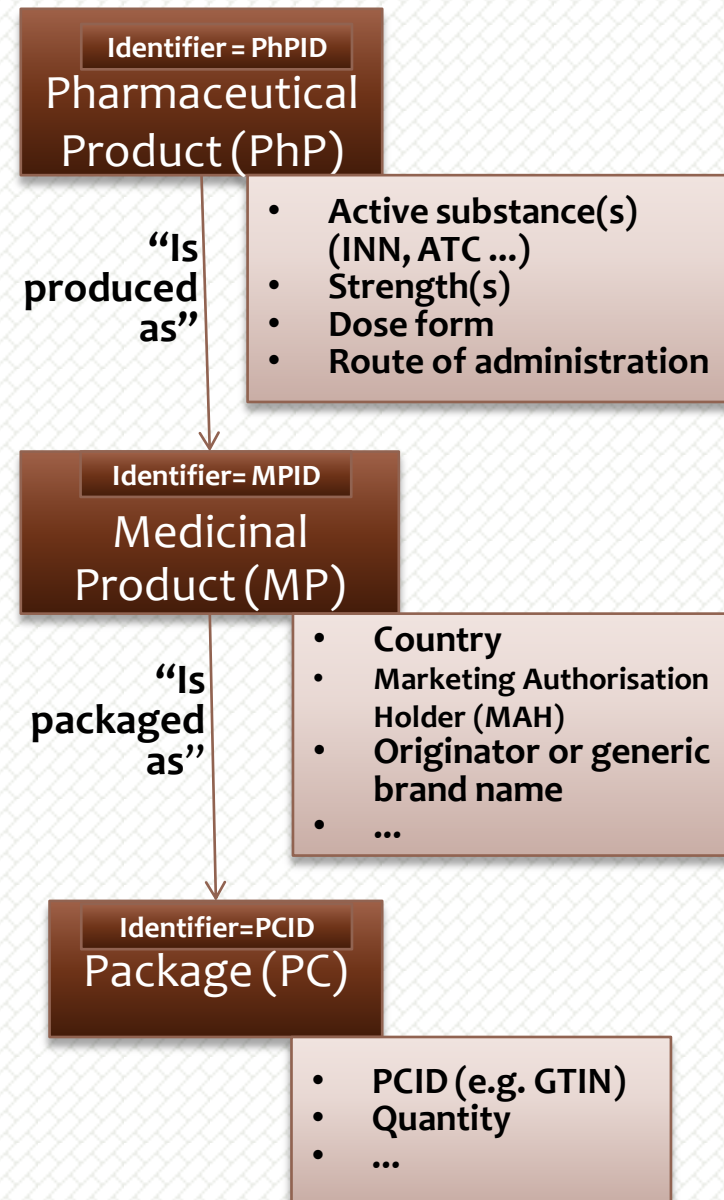 Identifier = PhPID
Pharmaceutical
Product (PhP)
“Is
produced
as”
• Active substance(s)
(INN, ATC ...)
• Strength(s)
• Dose form
• Route of administration
Identifier= MPID
Medicinal
Product (MP)
“Is
packaged
as”
• Country
• Marketing Authorisation
Holder (MAH)
• Originator or generic
brand name
• ...
Identifier=PCID
Package (PC)
• PCID (e.g. GTIN)
• Quantity
• ...